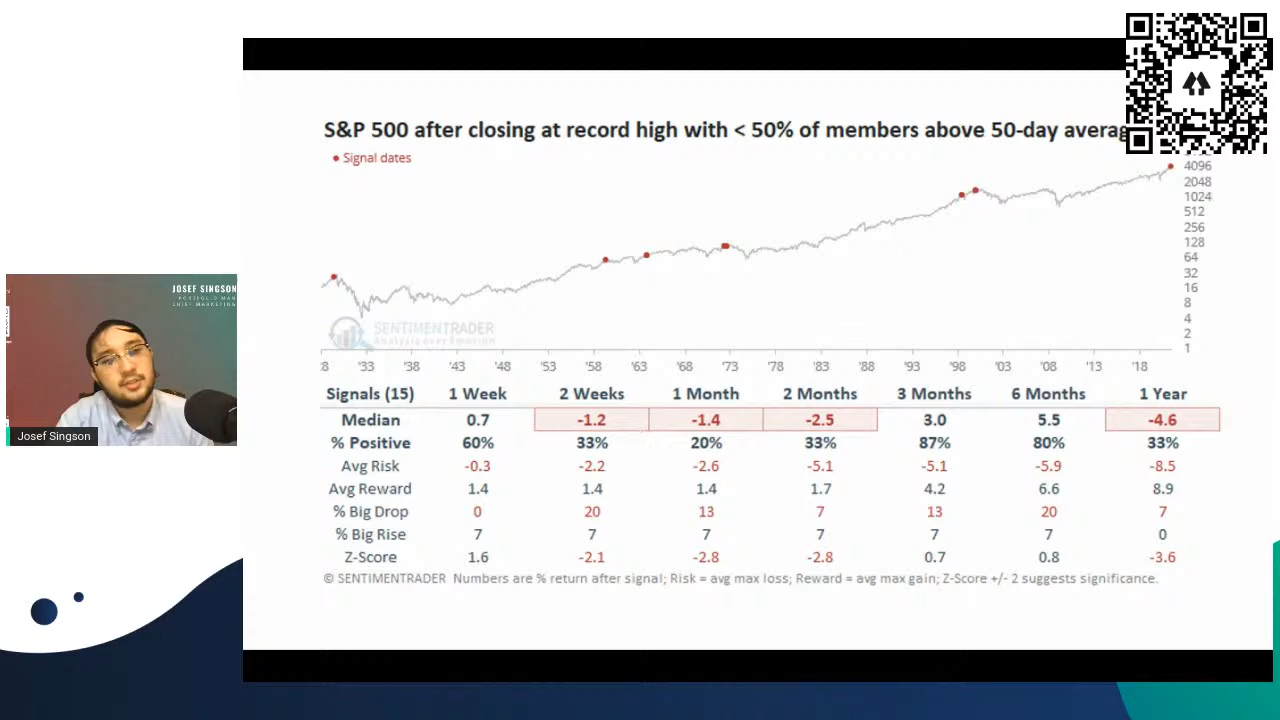 S&P 500 after closing at record high with < 50% of members above 50-day averag
● Signal dates
4096
2048
1024
512
256
128
64
32
16
8
4
2
1
SENTIMENTRADER
Analysis over Emotion
8 '33 '38 '43 '48 '53 '58 '63 '68 '73 '78 '83 '88 '93 '98 '03 '08 '13 '18
Signals (15) 1 Week 2 Weeks 1 Month 2 Months 3 Months 6 Months 1 Year
Median 0.7 -1.2 -1.4 -2.5 3.0 5.5 -4.6
% Positive 60% 33% 20% 33% 87% 80% 33%
Avg Risk -0.3 -2.2 -2.6 -5.1 -5.1 -5.9 -8.5
Avg Reward 1.4 1.4 1.4 1.7 4.2 6.6 8.9
% Big Drop 0 20 13 7 13 20 7
% Big Rise 7 7 7 7 7 7 0
Z-Score 1.6 -2.1 -2.8 -2.8 0.7 0.8 -3.6
© SENTIMENTRADER Numbers are % return after signal; Risk = avg max loss; Reward = avg max gain; Z-Score +/- 2 suggests significance.
JOSEF SINGSON
PORTFOLIO MAN
CHIEF MARKETING
Josef Singson